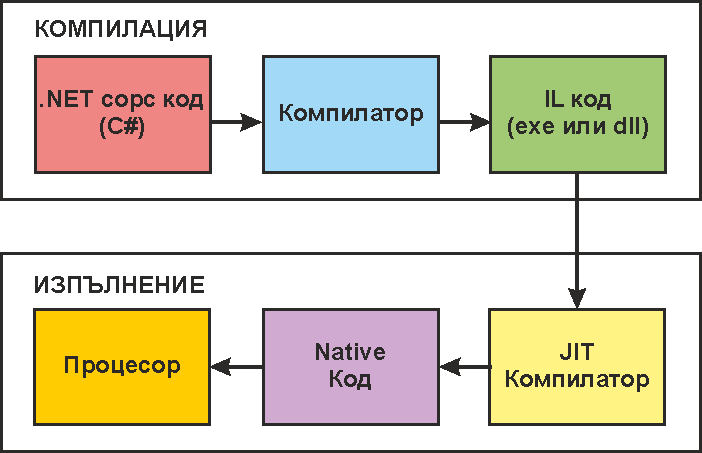 КОМПИЛАЦИЯ
.NET сорс код
(C#)
Компилатор
IL код
(exe или dll)
ИЗПЪЛНЕНИЕ
Процесор
Native
Код
JIT
Компилатор